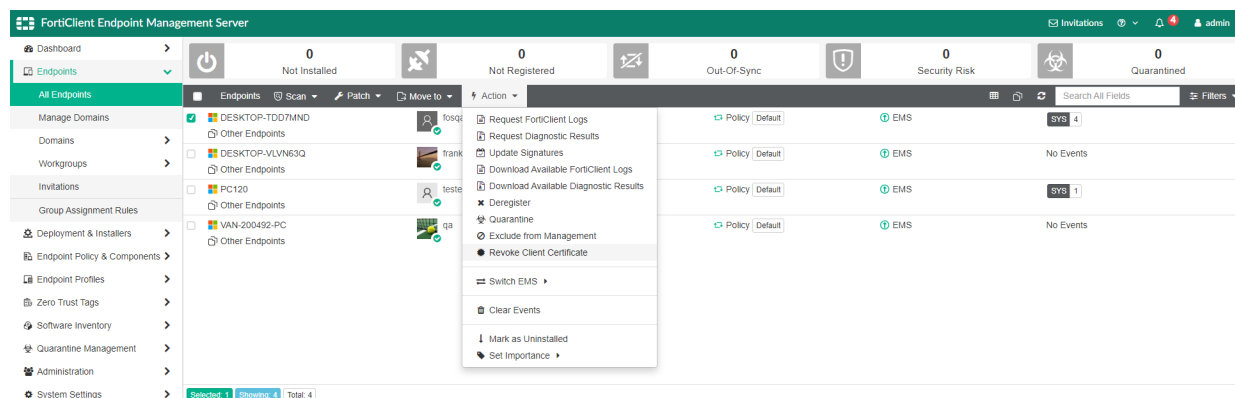 FortiClient Endpoint Management Server
Invitations
4
admin
Dashboard
Endpoints
All Endpoints
Manage Domains
Domains
Workgroups
Invitations
Group Assignment Rules
Deployment & Installers
Endpoint Policy & Components
Endpoint Profiles
Zero Trust Tags
Software Inventory
Quarantine Management
Administration
System Settings
0
Not Installed
0
Not Registered
0
Out-Of-Sync
0
Security Risk
0
Quarantined
Endpoints Scan Patch Move to Action
Search All Fields
Filters
DESKTOP-TDD7MND fosqa Policy Default EMS SYS 4
Other Endpoints
DESKTOP-VLVN63Q frank Policy Default EMS No Events
Other Endpoints
PC120 teste Policy Default EMS SYS 1
Other Endpoints
VAN-200492-PC qa Policy Default EMS No Events
Other Endpoints
Request FortiClient Logs
Request Diagnostic Results
Update Signatures
Download Available FortiClient Logs
Download Available Diagnostic Results
Deregister
Quarantine
Exclude from Management
Revoke Client Certificate
Switch EMS
Clear Events
Mark as Uninstalled
Set Importance
Selected: 1 Showing: 4 Total: 4